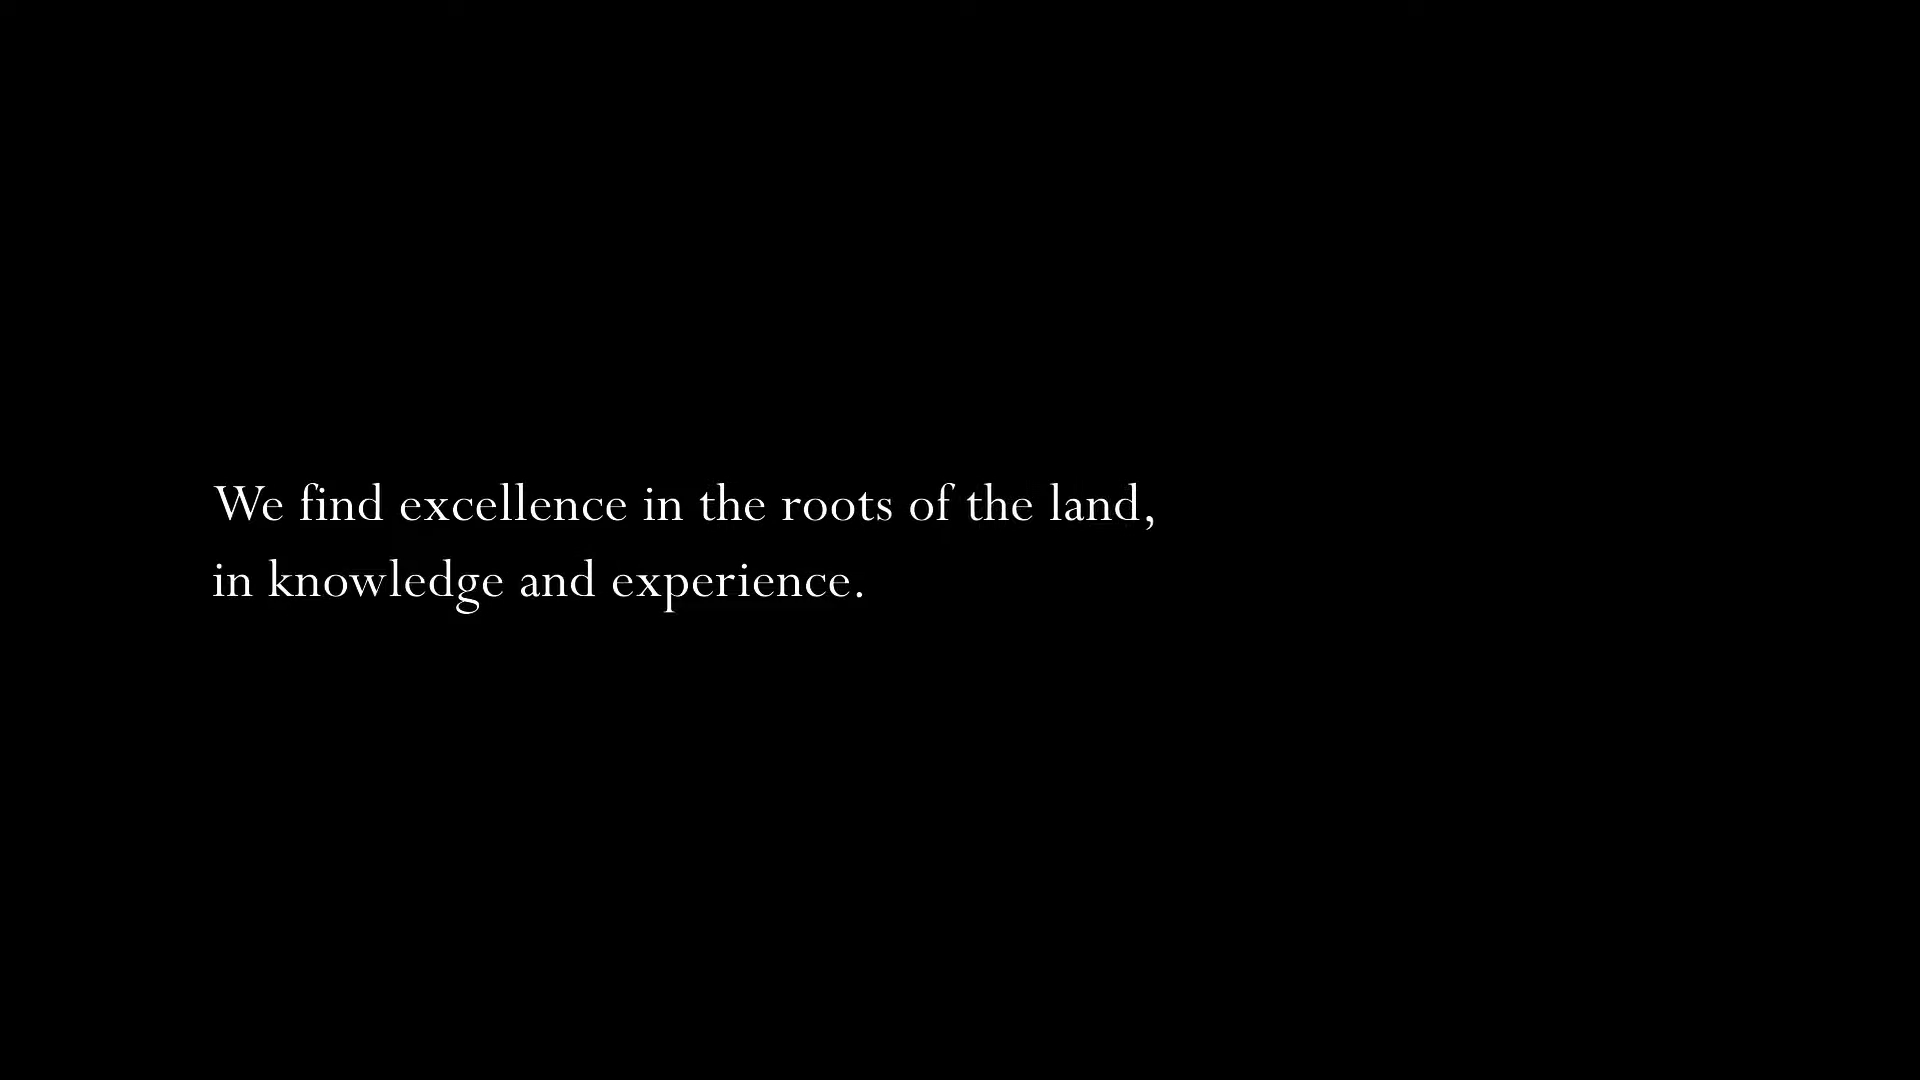 We find excellence in the roots of the land,
in knowledge and experience.